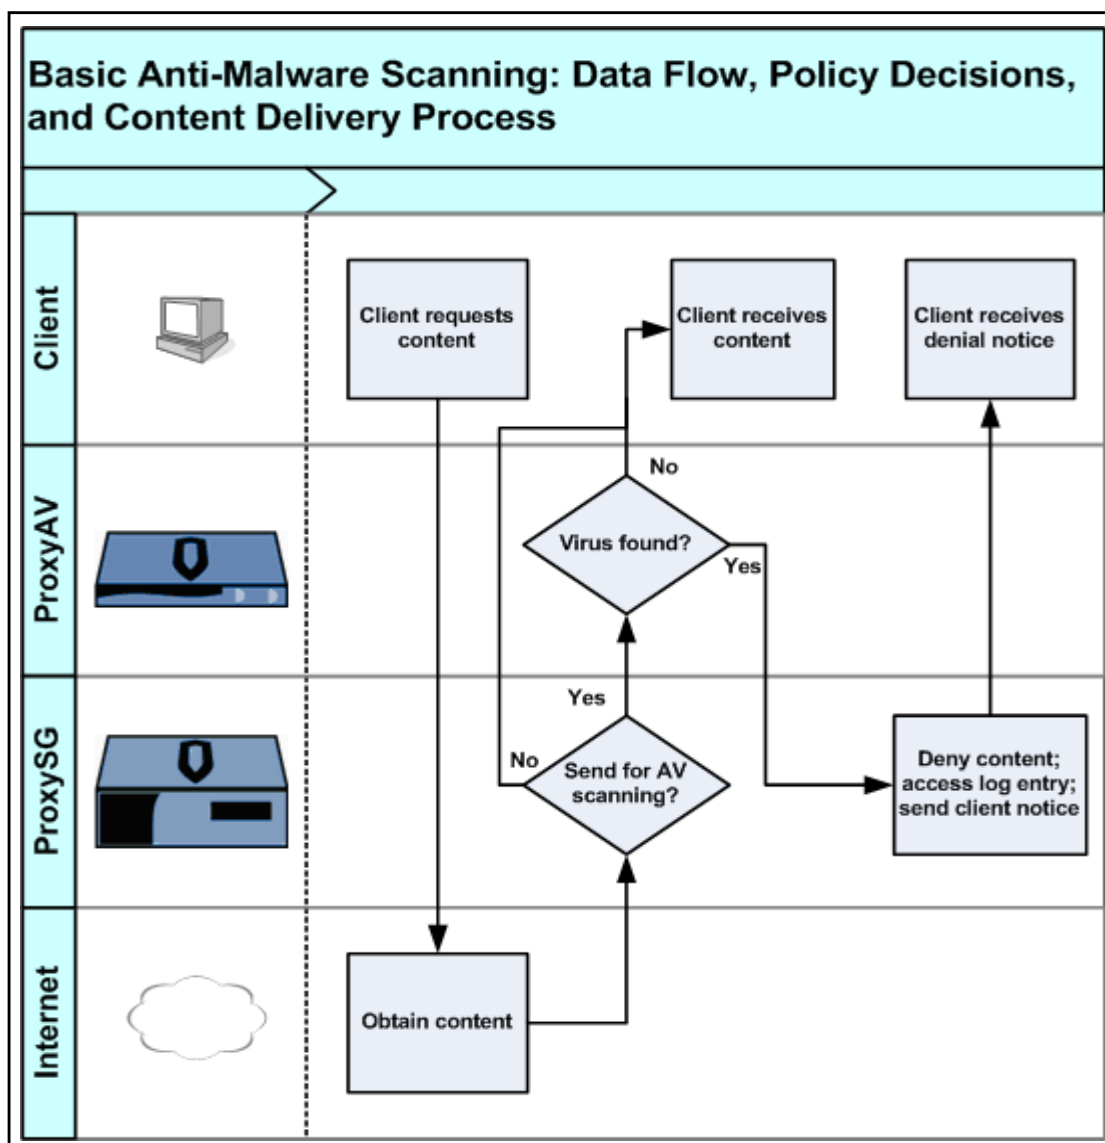 Basic Anti-Malware Scanning: Data Flow, Policy Decisions,
and Content Delivery Process
Client
Client requests
content
Client receives
content
Client receives
denial notice
ProxyAV
No
Virus found?
Yes
ProxySG
Yes
No
Send for AV
scanning?
Deny content;
access log entry;
send client notice
Internet
Obtain content